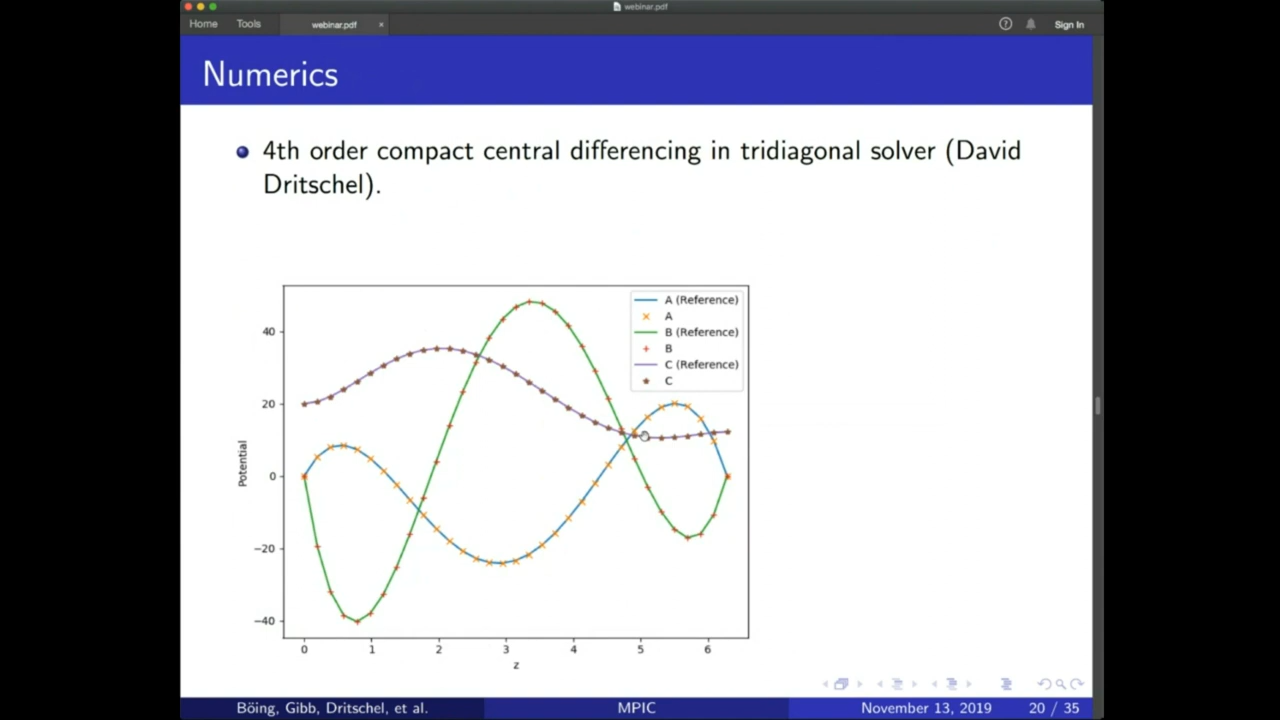 webinar.pdf
Home Tools webinar.pdf × ? Sign In
Numerics
4th order compact central differencing in tridiagonal solver (David
Dritschel).
A (Reference)
A
B (Reference)
B
C (Reference)
C
40
20
0
−20
−40
Potential
0 1 2 3 4 5 6
z
Böing, Gibb, Dritschel, et al. MPIC November 13, 2019 20 / 35